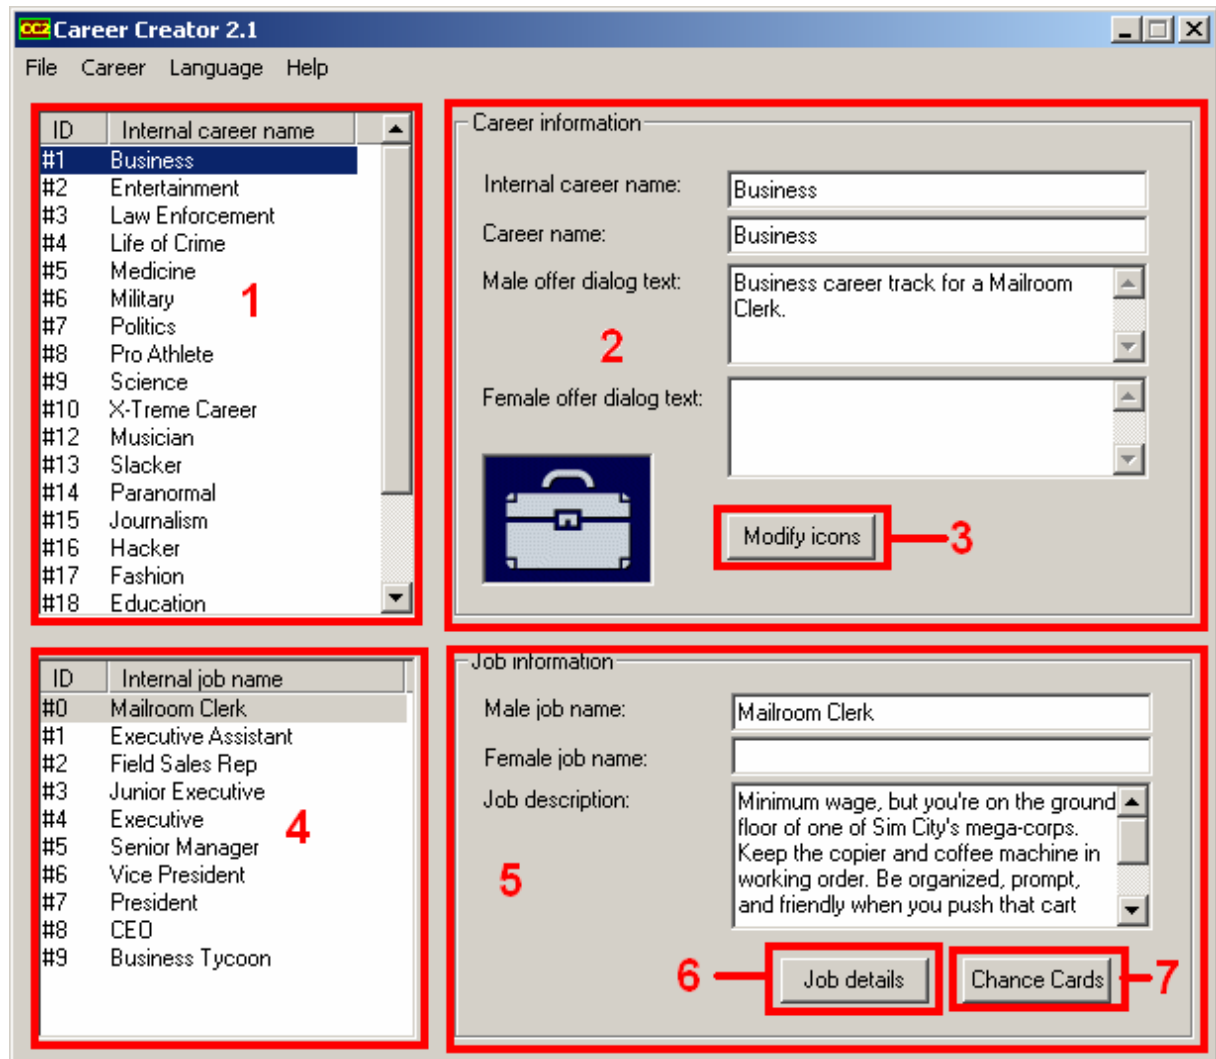 CC2 Career Creator 2.1
File Career Language Help
ID Internal career name
#1 Business
#2 Entertainment
#3 Law Enforcement
#4 Life of Crime
#5 Medicine
#6 Military
#7 Politics
#8 Pro Athlete
#9 Science
#10 X-Treme Career
#12 Musician
#13 Slacker
#14 Paranormal
#15 Journalism
#16 Hacker
#17 Fashion
#18 Education
1
Career information
Internal career name: Business
Career name: Business
Male offer dialog text: Business career track for a Mailroom
Clerk.
2
Female offer dialog text:
Modify icons
3
ID Internal job name
#0 Mailroom Clerk
#1 Executive Assistant
#2 Field Sales Rep
#3 Junior Executive
#4 Executive
#5 Senior Manager
#6 Vice President
#7 President
#8 CEO
#9 Business Tycoon
4
Job information
Male job name: Mailroom Clerk
Female job name:
Job description: Minimum wage, but you're on the ground
floor of one of Sim City's mega-corps.
Keep the copier and coffee machine in
working order. Be organized, prompt,
and friendly when you push that cart
5
6 Job details Chance Cards 7